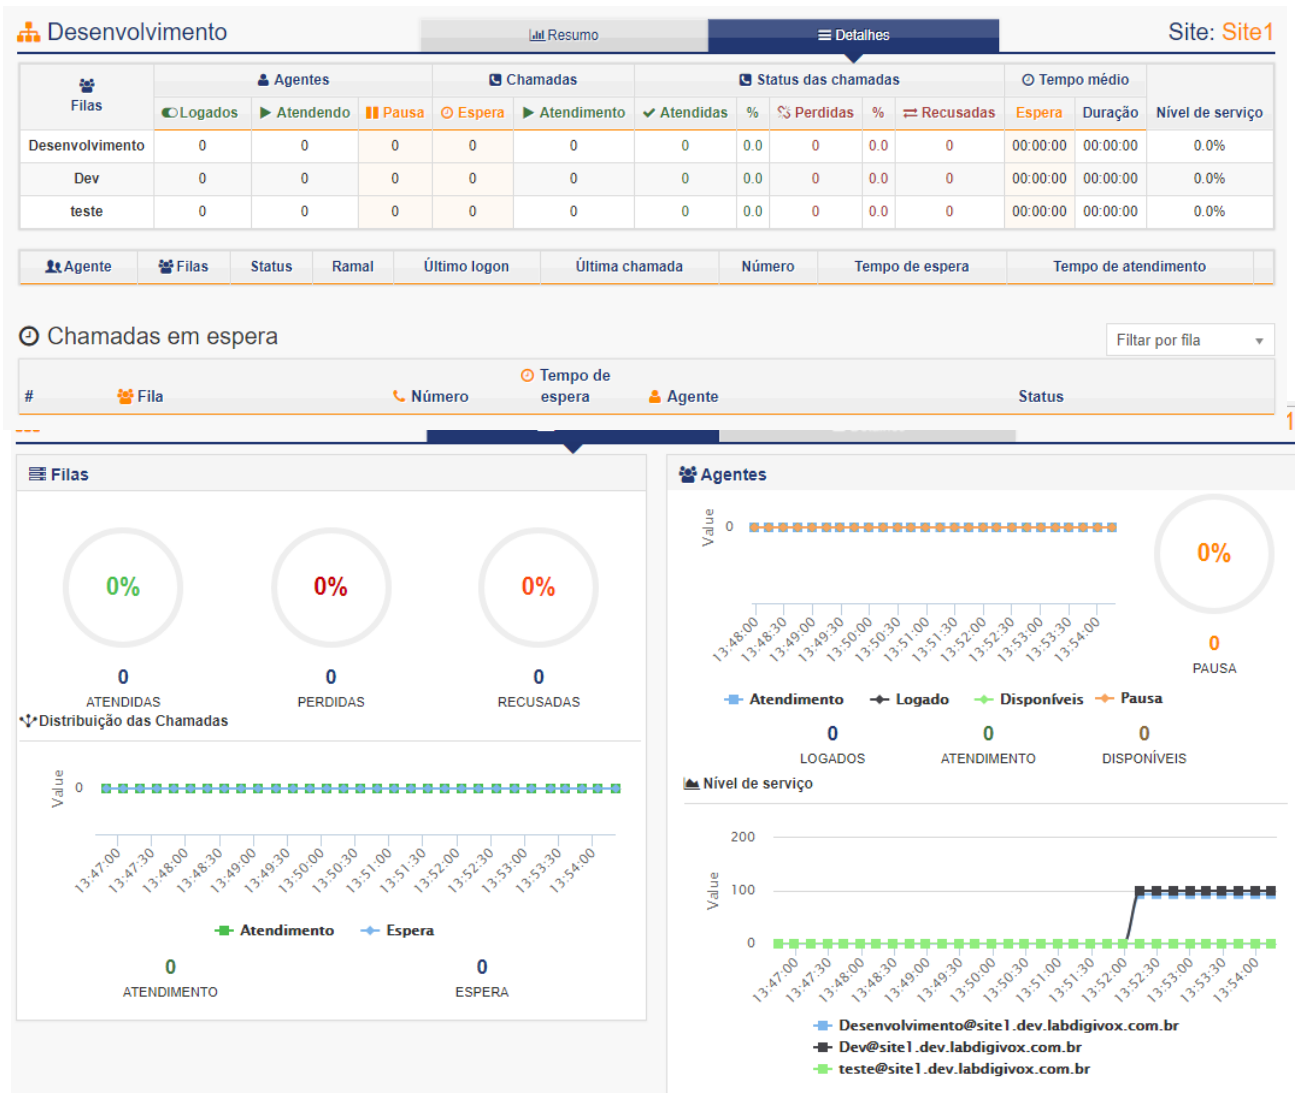 Desenvolvimento
Resumo
Detalhes
Site: Site1
Filas
Agentes
Chamadas
Status das chamadas
Tempo médio
Logados Atendendo Pausa Espera Atendimento Atendidas % Perdidas % Recusadas Espera Duração Nível de serviço
Desenvolvimento 0 0 0 0 0 0 0.0 0 0.0 0 00:00:00 00:00:00 0.0%
Dev 0 0 0 0 0 0 0.0 0 0.0 0 00:00:00 00:00:00 0.0%
teste 0 0 0 0 0 0 0.0 0 0.0 0 00:00:00 00:00:00 0.0%
Agente Filas Status Ramal Último logon Última chamada Número Tempo de espera Tempo de atendimento
Chamadas em espera
Filtar por fila
# Fila Número Tempo de espera Agente Status
1
Filas
0% 0% 0%
0 0 0
ATENDIDAS PERDIDAS RECUSADAS
Distribuição das Chamadas
Value
0
13:47:00 13:47:30 13:48:00 13:48:30 13:49:00 13:49:30 13:50:00 13:50:30 13:51:00 13:51:30 13:52:00 13:52:30 13:53:00 13:53:30 13:54:00
Atendimento Espera
0 0
ATENDIMENTO ESPERA
Agentes
Value
0
13:48:00 13:48:30 13:49:00 13:49:30 13:50:00 13:50:30 13:51:00 13:51:30 13:52:00 13:52:30 13:53:00 13:53:30 13:54:00
0%
0
PAUSA
Atendimento Logado Disponíveis Pausa
0 0 0
LOGADOS ATENDIMENTO DISPONÍVEIS
Nível de serviço
Value
200
100
0
13:47:00 13:47:30 13:48:00 13:48:30 13:49:00 13:49:30 13:50:00 13:50:30 13:51:00 13:51:30 13:52:00 13:52:30 13:53:00 13:53:30 13:54:00
Desenvolvimento@site1.dev.labdigivox.com.br
Dev@site1.dev.labdigivox.com.br
teste@site1.dev.labdigivox.com.br